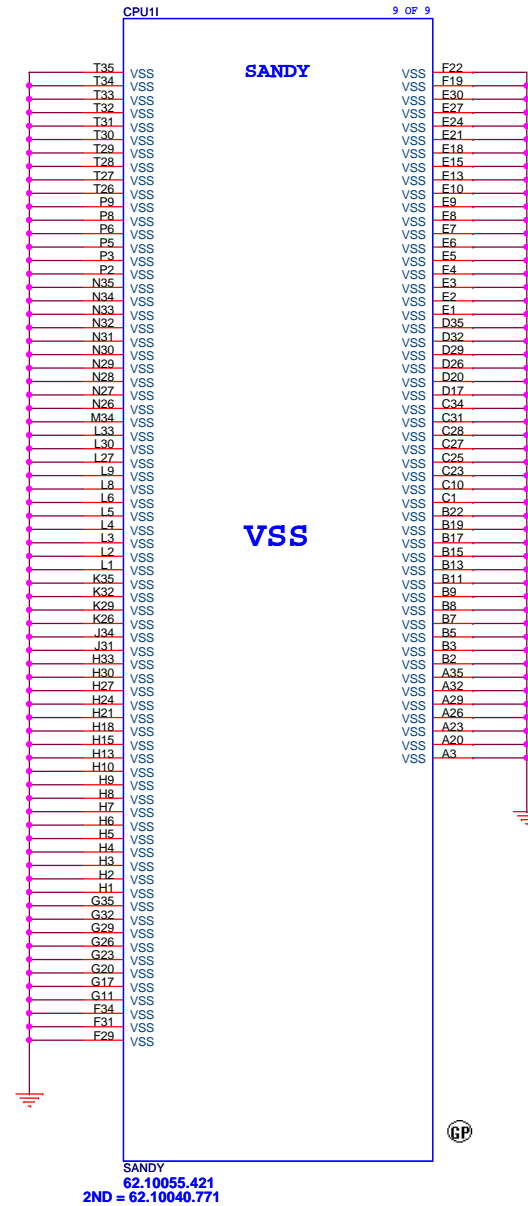 CPU1I 9 OF 9
SANDY
T35 VSS VSS F22
T34 VSS VSS F19
T33 VSS VSS E30
T32 VSS VSS E27
T31 VSS VSS E24
T30 VSS VSS E21
T29 VSS VSS E18
T28 VSS VSS E15
T27 VSS VSS E13
T26 VSS VSS E10
P9 VSS VSS E9
P8 VSS VSS E8
P6 VSS VSS E7
P5 VSS VSS E6
P3 VSS VSS E5
P2 VSS VSS E4
N35 VSS VSS E3
N34 VSS VSS E2
N33 VSS VSS E1
N32 VSS VSS D35
N31 VSS VSS D32
N30 VSS VSS D29
N29 VSS VSS D26
N28 VSS VSS D20
N27 VSS VSS D17
N26 VSS VSS C34
M34 VSS VSS C31
L33 VSS VSS C28
L30 VSS VSS C27
L27 VSS VSS C25
L9 VSS VSS C23
L8 VSS VSS C10
L6 VSS VSS C1
L5 VSS VSS B22
L4 VSS VSS B19
VSS
L3 VSS VSS B17
L2 VSS VSS B15
L1 VSS VSS B13
K35 VSS VSS B11
K32 VSS VSS B9
K29 VSS VSS B8
K26 VSS VSS B7
J34 VSS VSS B5
J31 VSS VSS B3
H33 VSS VSS B2
H30 VSS VSS A35
H27 VSS VSS A32
H24 VSS VSS A29
H21 VSS VSS A26
H18 VSS VSS A23
H15 VSS VSS A20
H13 VSS VSS A3
H10 VSS
H9 VSS
H8 VSS
H7 VSS
H6 VSS
H5 VSS
H4 VSS
H3 VSS
H2 VSS
H1 VSS
G35 VSS
G32 VSS
G29 VSS
G26 VSS
G23 VSS
G20 VSS
G17 VSS
G11 VSS
F34 VSS
F31 VSS
F29 VSS
GP
SANDY
62.10055.421
2ND = 62.10040.771